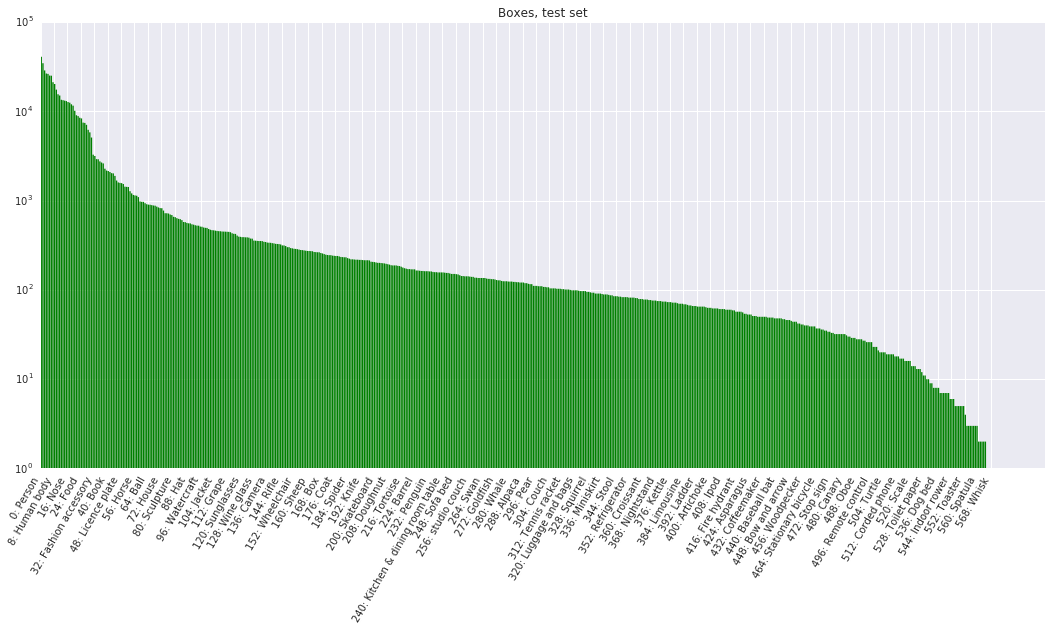 Boxes, test set
10^5
10^4
10^3
10^2
10^1
10^0
0: Person
8: Human body
16: Nose
24: Food
32: Fashion accessory
40: Book
48: Licence plate
56: Horse
64: Ball
72: House
80: Sculpture
88: Hat
96: Watercraft
104: Jacket
112: Grape
120: Sunglasses
128: Wine glass
136: Camera
144: Rifle
152: Wheelchair
160: Sheep
168: Box
176: Coat
184: Spider
192: Knife
200: Skateboard
208: Doughnut
216: Tortoise
224: Barrel
232: Penguin
240: Kitchen & dining room table
248: Sofa bed
256: studio couch
264: Swan
272: Goldfish
280: Whale
288: Alpaca
296: Pear
304: Couch
312: Tennis racket
320: Luggage and bags
328: Squirrel
336: Miniskirt
344: Stool
352: Refrigerator
360: Croissant
368: Nightstand
376: Kettle
384: Limousine
392: Ladder
400: Artichoke
408: Ipod
416: Fire hydrant
424: Asparagus
432: Coffeemaker
440: Baseball bat
448: Bow and arrow
456: Woodpecker
464: Stationary bicycle
472: Stop sign
480: Canary
488: Oboe
496: Remote control
504: Turtle
512: Corded phone
520: Scale
528: Toilet paper
536: Dog bed
544: Indoor rower
552: Toaster
560: Spatula
568: Whisk